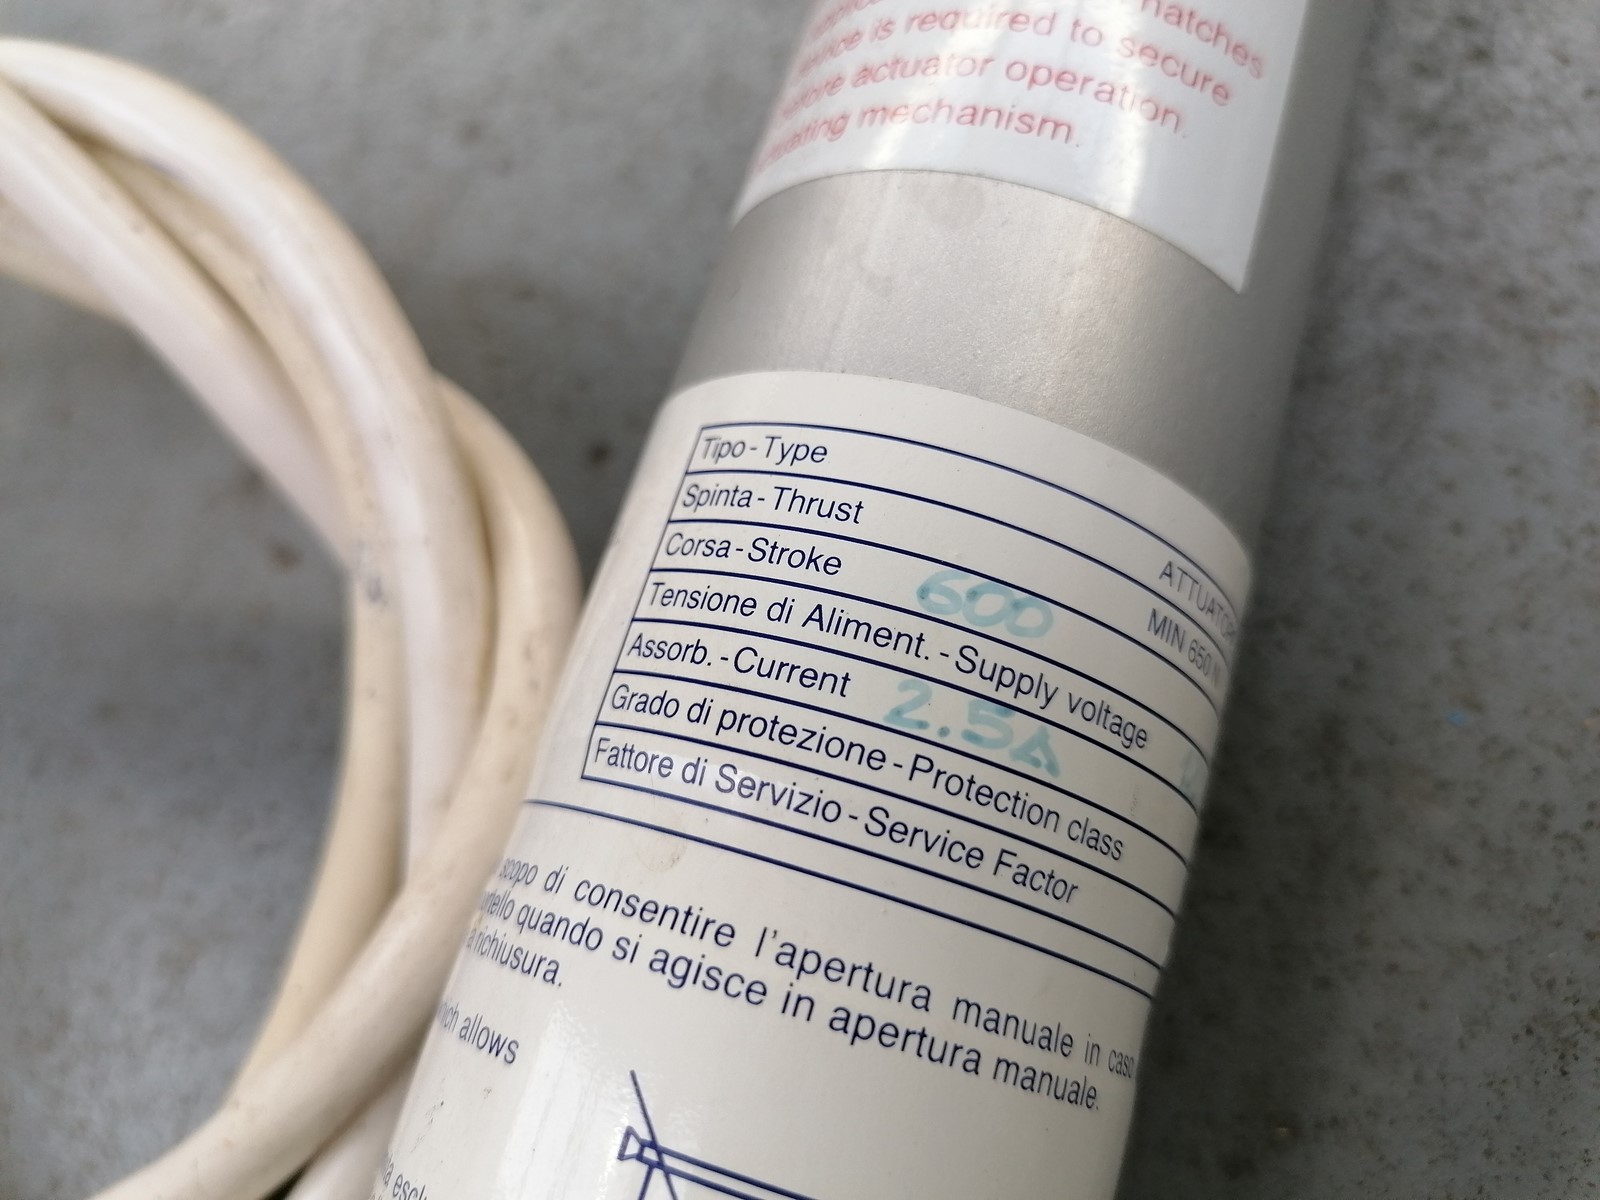 hatches
is required to secure
actuator operation.
mechanism.
Tipo - Type ATTUATOR
Spinta - Thrust MIN 650 N
Corsa - Stroke 600
Tensione di Aliment. - Supply voltage
Assorb. - Current 2.5A
Grado di protezione - Protection class
Fattore di Servizio - Service Factor
scopo di consentire l'apertura manuale in caso
quando si agisce in apertura manuale.
richiusura.
allows